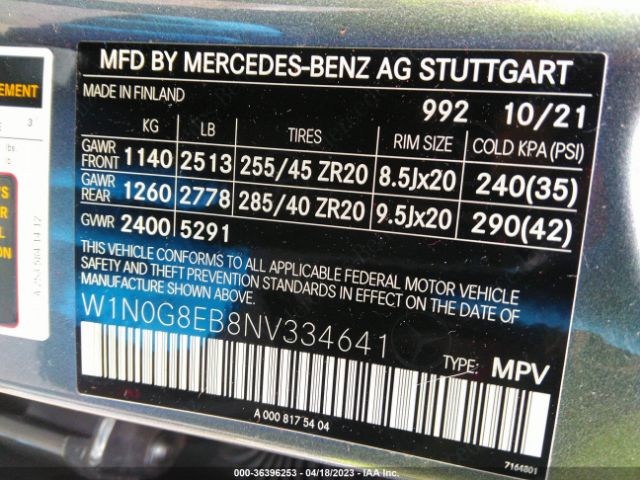 MFD BY MERCEDES-BENZ AG STUTTGART
MADE IN FINLAND 992 10/21
KG LB TIRES RIM SIZE COLD KPA(PSI)
GAWR FRONT 1140 2513 255/45 ZR20 8.5Jx20 240(35)
GAWR REAR 1260 2778 285/40 ZR20 9.5Jx20 290(42)
GVWR 2400 5291
THIS VEHICLE CONFORMS TO ALL APPLICABLE FEDERAL MOTOR VEHICLE
SAFETY AND THEFT PREVENTION STANDARDS IN EFFECT ON THE DATE OF
MANUFACTURE SHOWN ABOVE.
W1N0G8EB8NV334641
TYPE: MPV
A 000 817 54 04
7164801
EMENT
3
lbs.
000-36396253 - 04/18/2023 - IAA Inc.